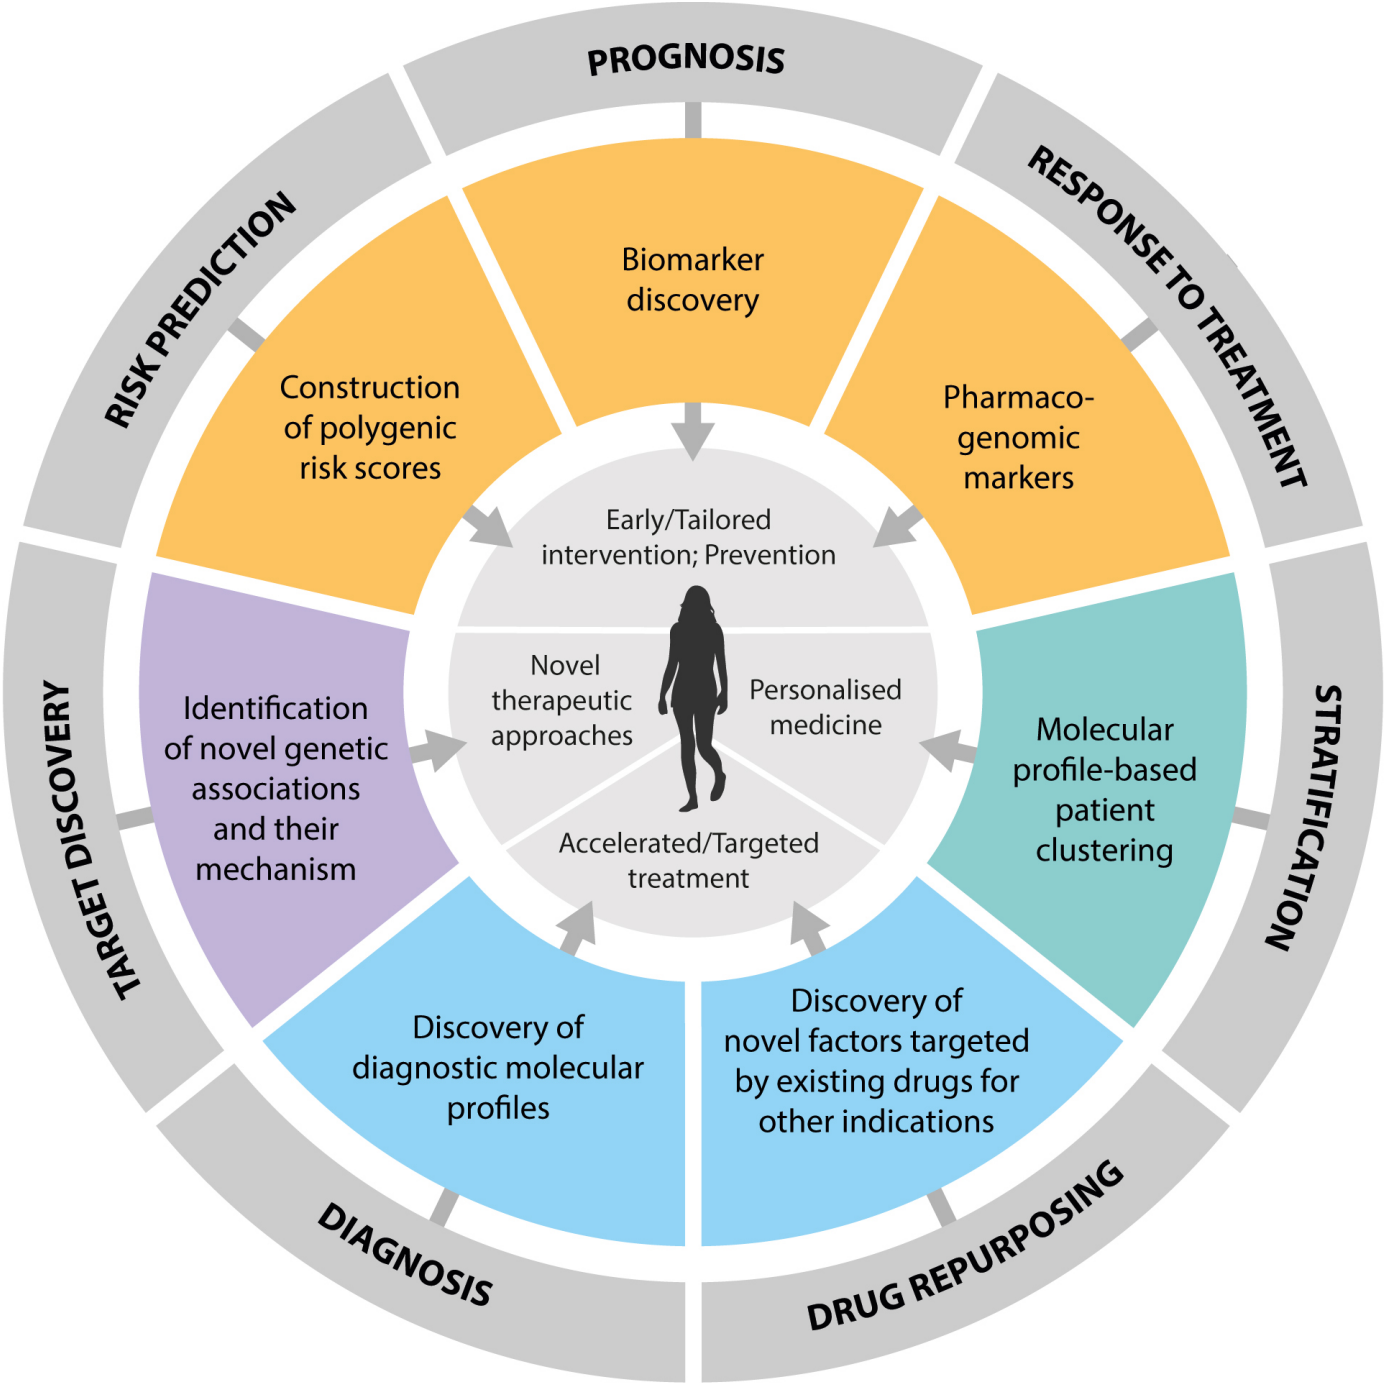 PROGNOSIS
RESPONSE TO TREATMENT
STRATIFICATION
DRUG REPURPOSING
DIAGNOSIS
TARGET DISCOVERY
RISK PREDICTION
Biomarker
discovery
Pharmaco-
genomic
markers
Molecular
profile-based
patient
clustering
Discovery of
novel factors targeted
by existing drugs for
other indications
Discovery of
diagnostic molecular
profiles
Identification
of novel genetic
associations
and their
mechanism
Construction
of polygenic
risk scores
Early/Tailored
intervention; Prevention
Novel
therapeutic
approaches
Personalised
medicine
Accelerated/Targeted
treatment